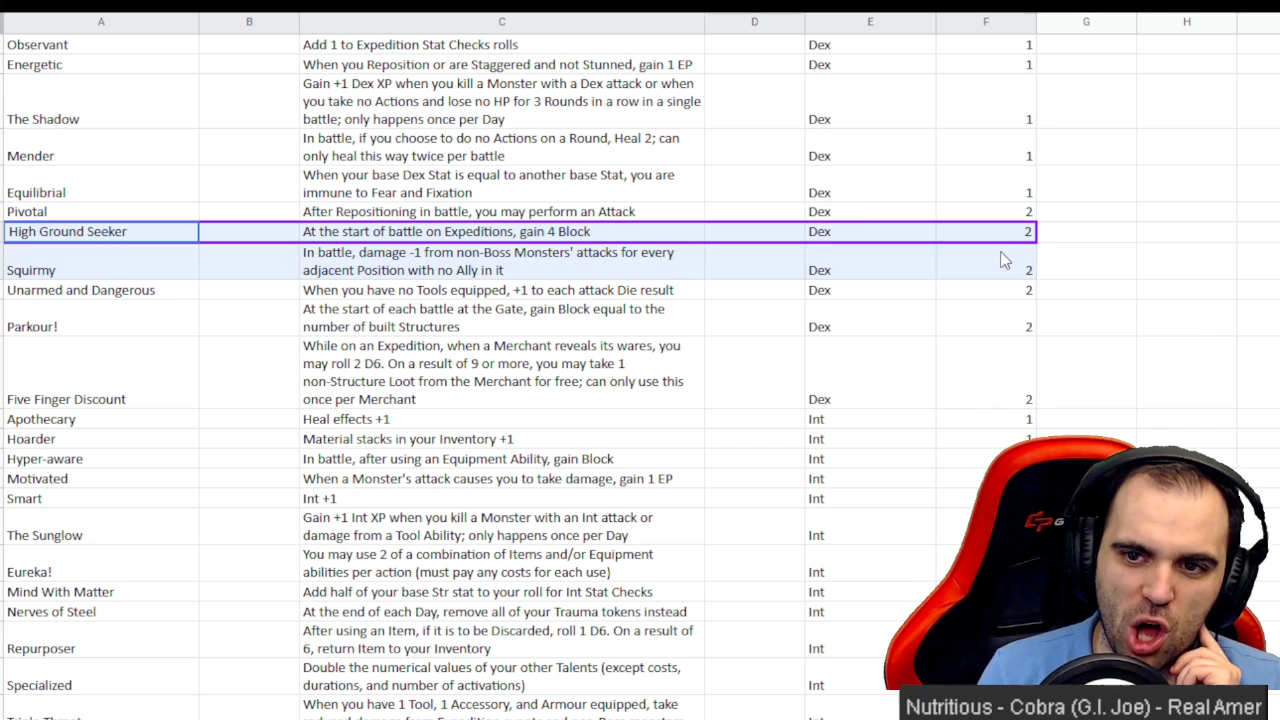 A B C D E F G H
Observant Add 1 to Expedition Stat Checks rolls Dex 1
Energetic When you Reposition or are Staggered and not Stunned, gain 1 EP Dex 1
Gain +1 Dex XP when you kill a Monster with a Dex attack or when
you take no Actions and lose no HP for 3 Rounds in a row in a single
The Shadow battle; only happens once per Day Dex 1
In battle, if you choose to do no Actions on a Round, Heal 2; can
Mender only heal this way twice per battle Dex 1
When your base Dex Stat is equal to another base Stat, you are
Equilibrial immune to Fear and Fixation Dex 1
Pivotal After Repositioning in battle, you may perform an Attack Dex 2
High Ground Seeker At the start of battle on Expeditions, gain 4 Block Dex 2
In battle, damage -1 from non-Boss Monsters' attacks for every
Squirmy adjacent Position with no Ally in it Dex 2
Unarmed and Dangerous When you have no Tools equipped, +1 to each attack Die result Dex 2
At the start of each battle at the Gate, gain Block equal to the
Parkour! number of built Structures Dex 2
While on an Expedition, when a Merchant reveals its wares, you
may roll 2 D6. On a result of 9 or more, you may take 1
non-Structure Loot from the Merchant for free; can only use this
Five Finger Discount once per Merchant Dex 2
Apothecary Heal effects +1 Int 1
Hoarder Material stacks in your Inventory +1 Int
Hyper-aware In battle, after using an Equipment Ability, gain Block Int
Motivated When a Monster's attack causes you to take damage, gain 1 EP Int
Smart Int +1 Int
Gain +1 Int XP when you kill a Monster with an Int attack or
The Sunglow damage from a Tool Ability; only happens once per Day Int
You may use 2 of a combination of Items and/or Equipment
Eureka! abilities per action (must pay any costs for each use) Int
Mind With Matter Add half of your base Str stat to your roll for Int Stat Checks Int
Nerves of Steel At the end of each Day, remove all of your Trauma tokens instead Int
After using an Item, if it is to be Discarded, roll 1 D6. On a result of
Repurposer 6, return Item to your Inventory Int
Double the numerical values of your other Talents (except costs,
Specialized durations, and number of activations) Int
When you have 1 Tool, 1 Accessory, and Armour equipped, take
Nutritious - Cobra (G.I. Joe) - Real Amer